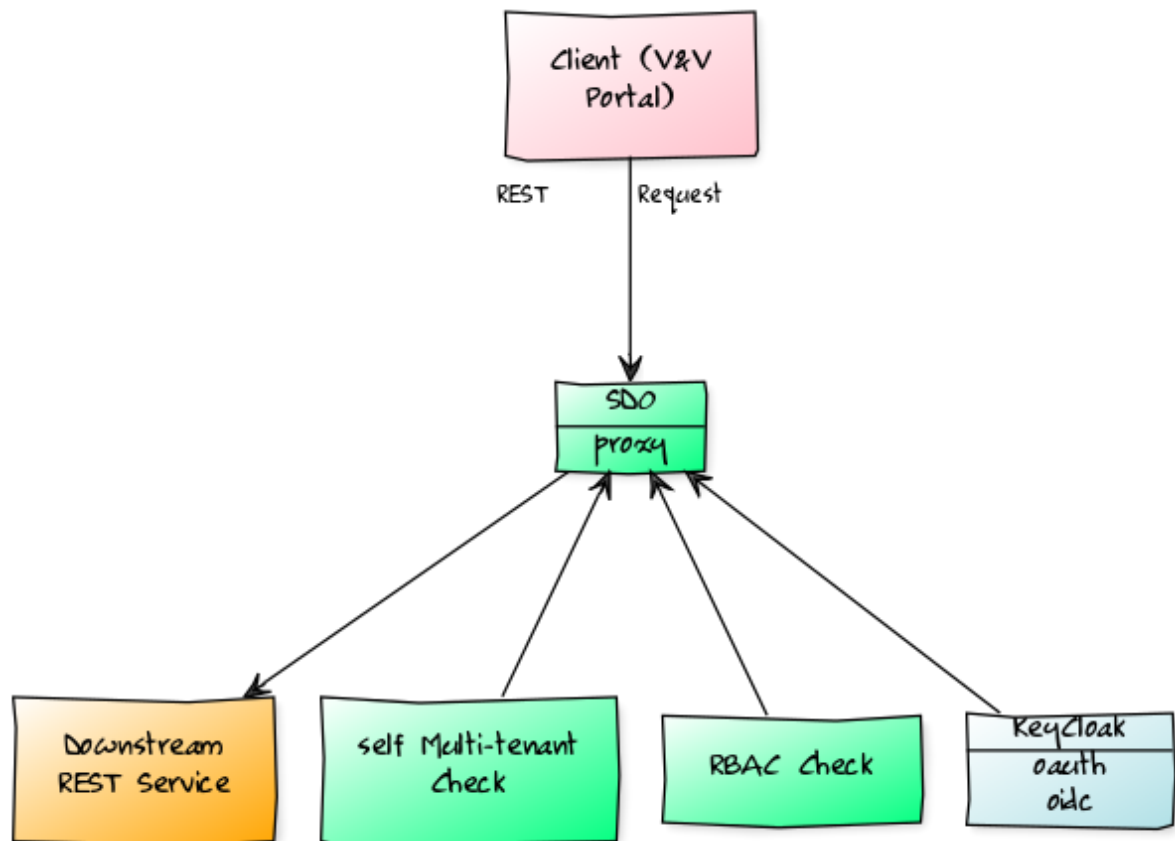 Client (V&V
Portal)
REST Request
SDO
proxy
Downstream
REST Service
self Multi-tenant
Check
RBAC Check
KeyCloak
oauth
oidc